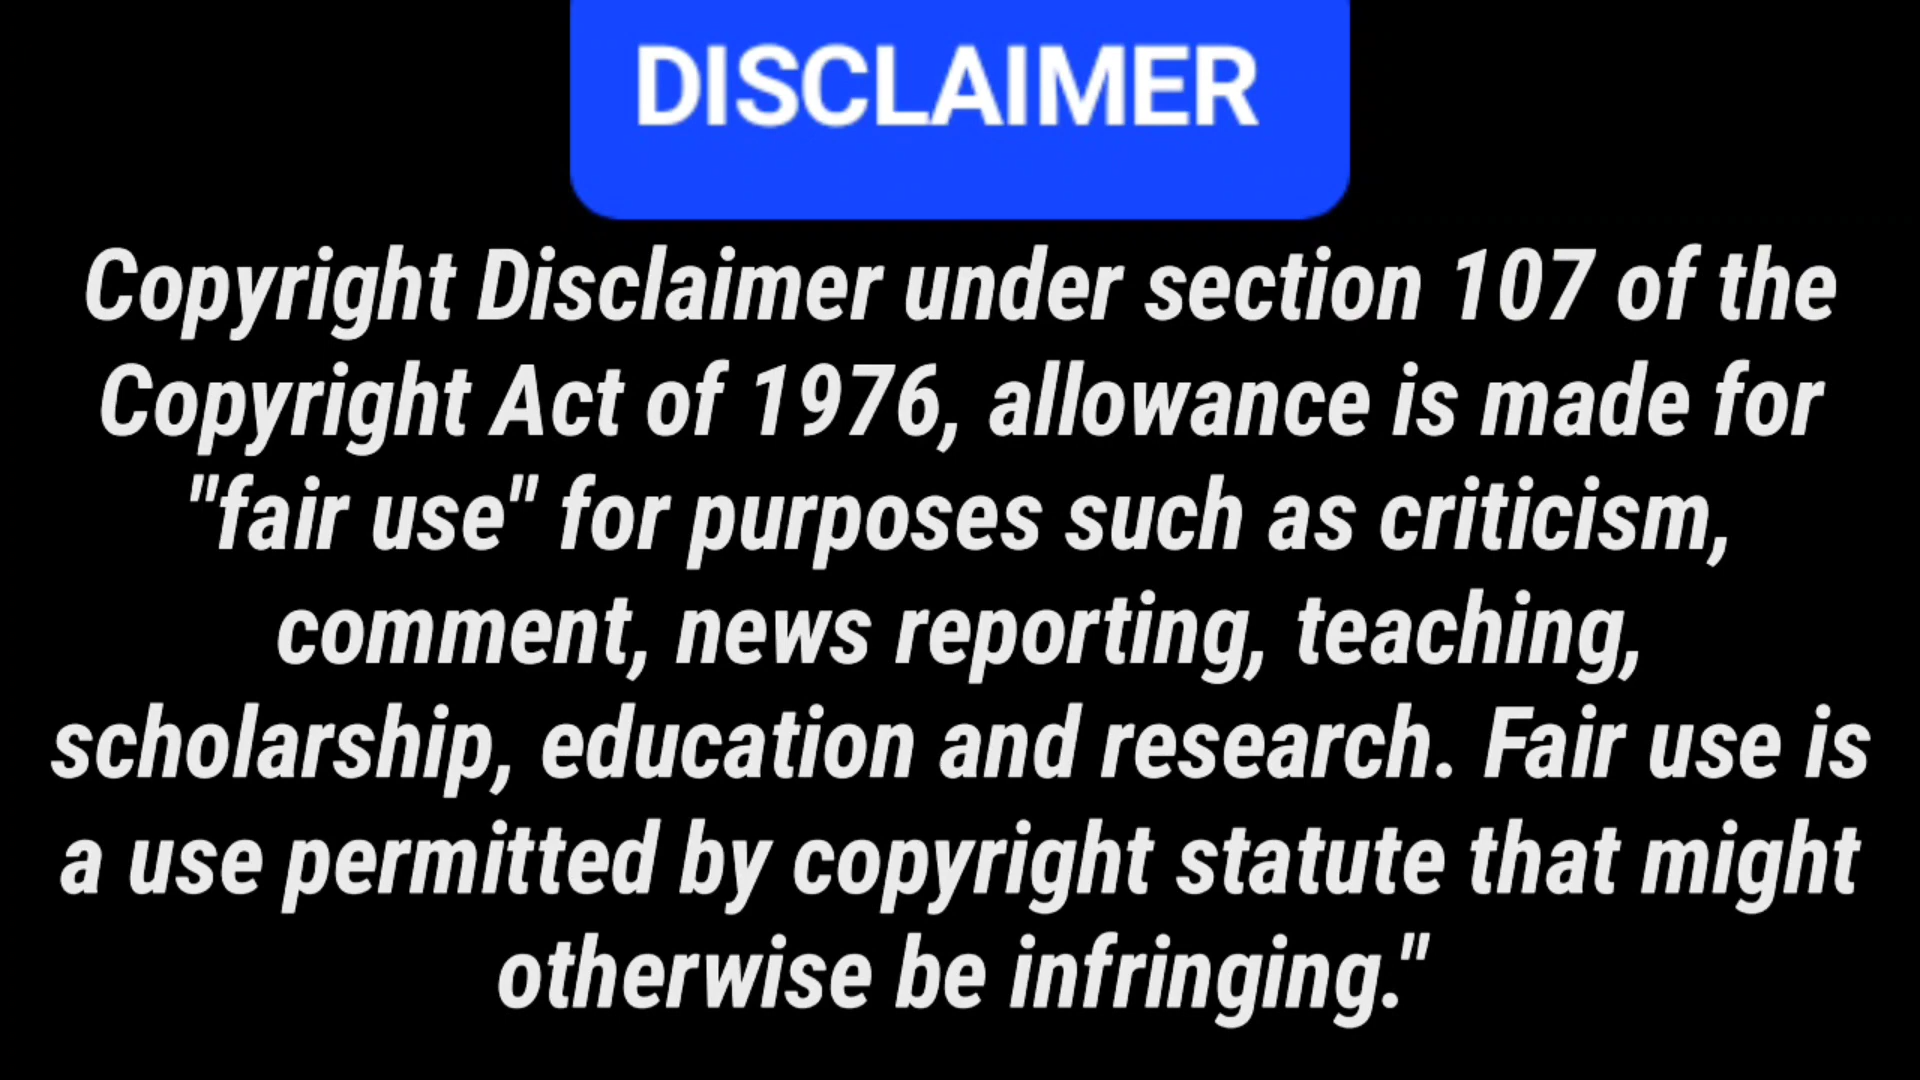 DISCLAIMER
Copyright Disclaimer under section 107 of the
Copyright Act of 1976, allowance is made for
"fair use" for purposes such as criticism,
comment, news reporting, teaching,
scholarship, education and research. Fair use is
a use permitted by copyright statute that might
otherwise be infringing."